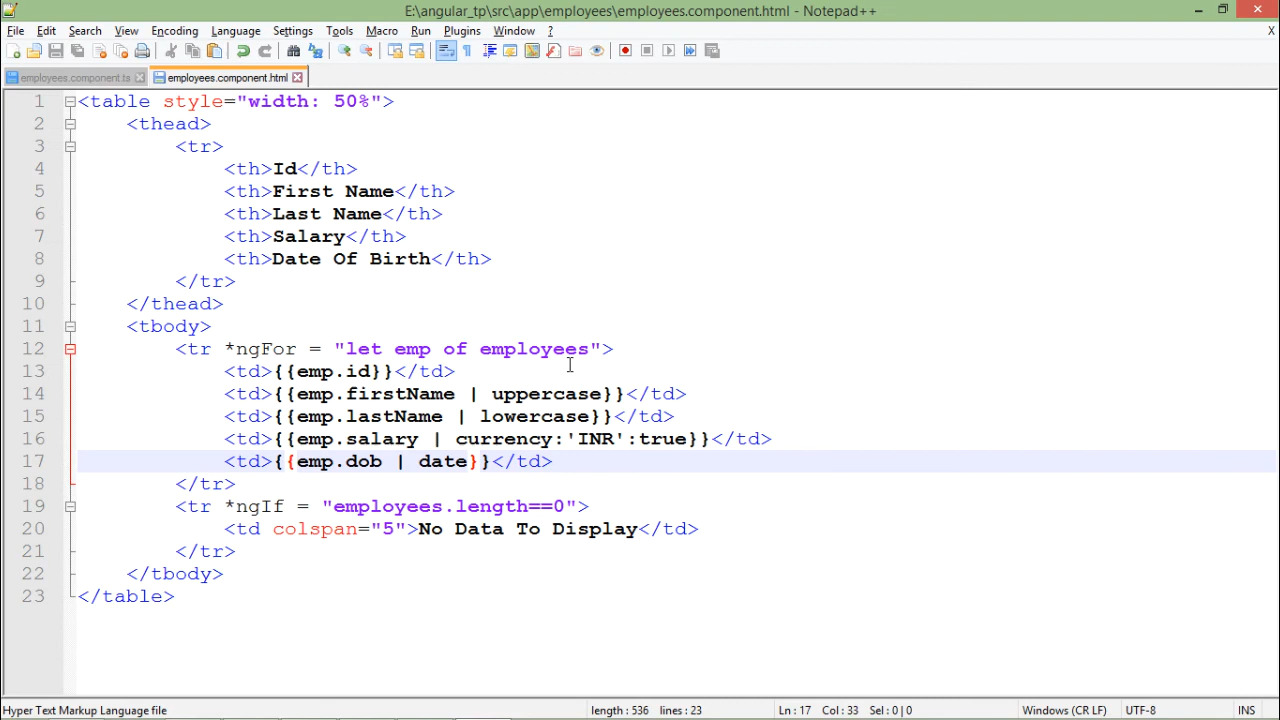 E:\angular_tp\src\app\employees\employees.component.html - Notepad++
File Edit Search View Encoding Language Settings Tools Macro Run Plugins Window ? X
employees.component.ts employees.component.html
1 <table style="width: 50%">
2 <thead>
3 <tr>
4 <th>Id</th>
5 <th>First Name</th>
6 <th>Last Name</th>
7 <th>Salary</th>
8 <th>Date Of Birth</th>
9 </tr>
10 </thead>
11 <tbody>
12 <tr *ngFor = "let emp of employees">
13 <td>{{emp.id}}</td>
14 <td>{{emp.firstName | uppercase}}</td>
15 <td>{{emp.lastName | lowercase}}</td>
16 <td>{{emp.salary | currency:'INR':true}}</td>
17 <td>{{emp.dob | date}}</td>
18 </tr>
19 <tr *ngIf = "employees.length==0">
20 <td colspan="5">No Data To Display</td>
21 </tr>
22 </tbody>
23 </table>
Hyper Text Markup Language file length : 536 lines : 23 Ln : 17 Col : 33 Sel : 0 | 0 Windows (CR LF) UTF-8 INS